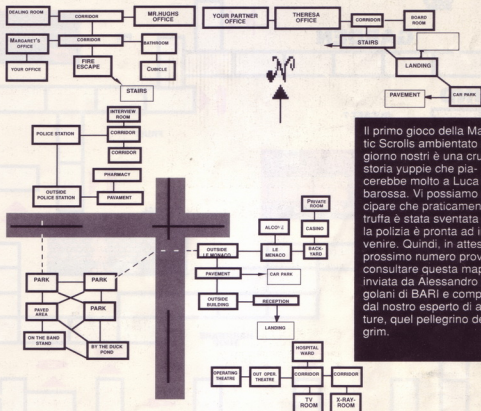 DEALING ROOM
CORRIDOR
MR.HUGHS
OFFICE
YOUR PARTNER
OFFICE
THERESA
OFFICE
CORRIDOR
BOARD
ROOM
MARGARET'S
OFFICE
CORRIDOR
BATHROOM
STAIRS
YOUR OFFICE
FIRE
ESCAPE
CUBICLE
LANDING
STAIRS
N
PAVEMENT
CAR PARK
INTERVIEW
ROOM
POLICE STATION
CORRIDOR
CORRIDOR
PHARMACY
OUTSIDE
POLICE STATION
PAVAMENT
Il primo gioco della Ma
tic Scrolls ambientato
giorno nostri è una cru
storia yuppie che pia-
cerebbe molto a Luca
barossa. Vi possiamo
cipare che praticamen
truffa è stata sventata
la polizia è pronta ad i
venire. Quindi, in attes
prossimo numero prov
consultare questa map
inviata da Alessandro
golani di BARI e comp
dal nostro esperto di a
ture, quel pellegrino de
grim.
PRIVATE
ROOM
CASINO
OUTSIDE
LE MONACO
LE
MENACO
BACK-
YARD
PARK
PARK
PAVEMENT
CAR PARK
PAVED
AREA
PARK
OUTSIDE
BUILDING
RECEPTION
ON THE BAND
STAND
BY THE DUCK
POND
LANDING
HOSPITAL
WARD
OPERATING
THEATRE
OUT OPER.
THEATRE
CORRIDOR
CORRIDOR
TV
ROOM
X-RAY-
ROOM